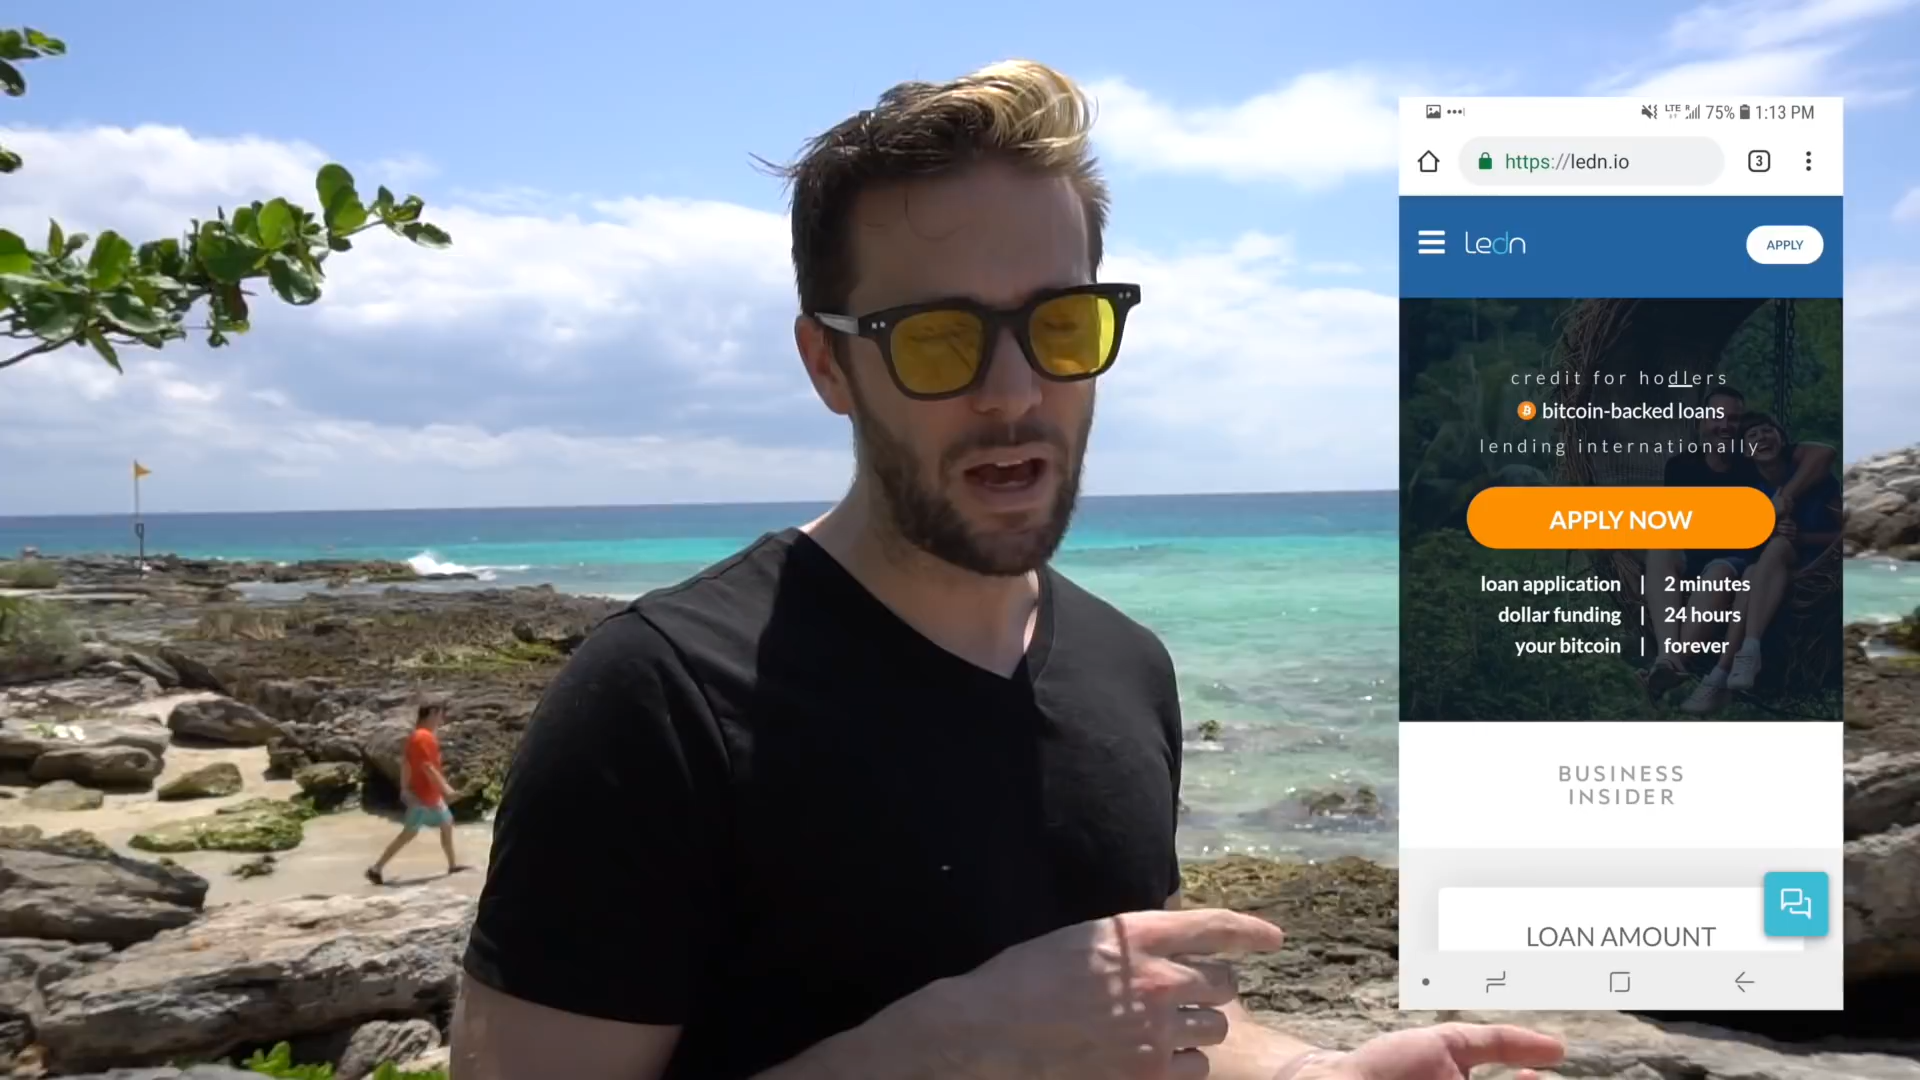 LTE R 75% 1:13 PM
https://ledn.io
3
ledn
APPLY
credit for hodlers
bitcoin-backed loans
lending internationally
APPLY NOW
loan application | 2 minutes
dollar funding | 24 hours
your bitcoin | forever
BUSINESS
INSIDER
LOAN AMOUNT